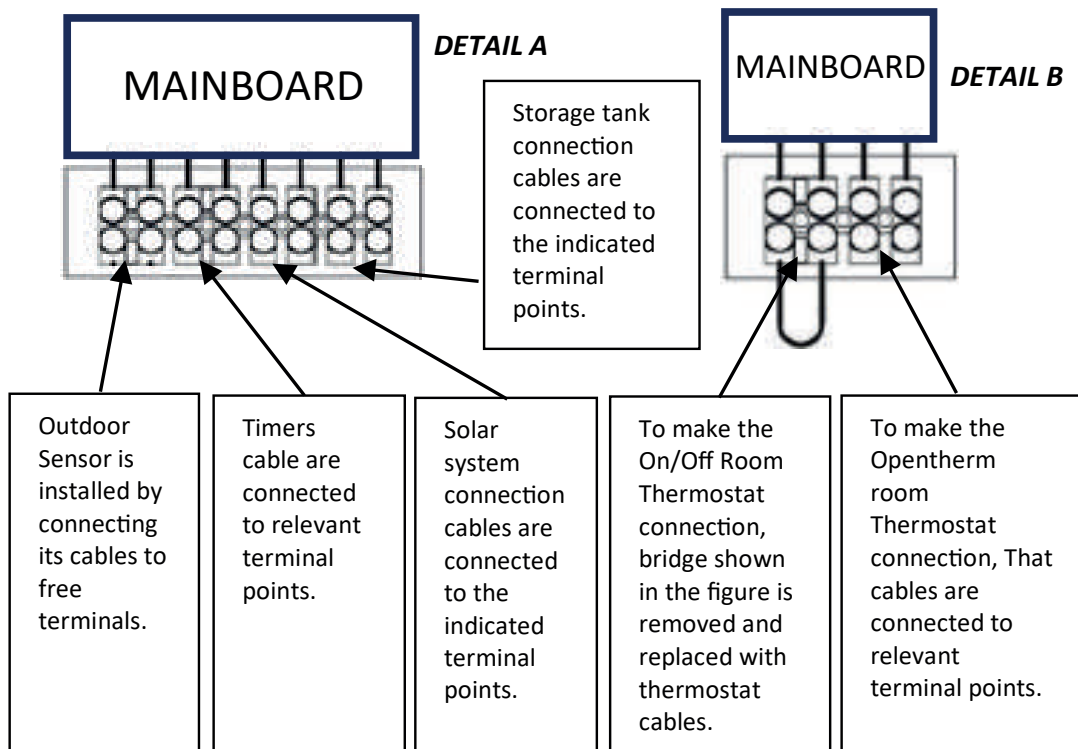 MAINBOARD
DETAIL A
Storage tank
connection
cables are
connected to
the indicated
terminal
points.
MAINBOARD
DETAIL B
Outdoor
Sensor is
installed by
connecting
its cables to
free
terminals.
Timers
cable are
connected
to relevant
terminal
points.
Solar
system
connection
cables are
connected
to the
indicated
terminal
points.
To make the
On/Off Room
Thermostat
connection,
bridge shown
in the figure is
removed and
replaced with
thermostat
cables.
To make the
Opentherm
room
Thermostat
connection, That
cables are
connected to
relevant
terminal points.